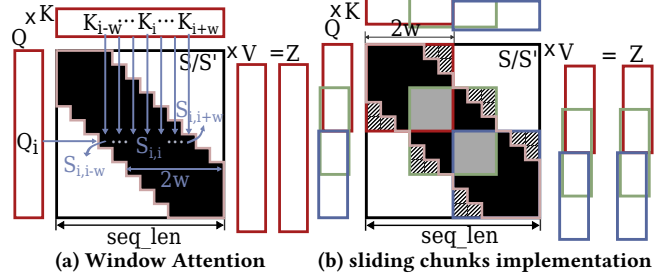 x K
K_{i-w} ··· K_i ··· K_{i+w}
Q
S/S'
x V = Z
S_{i,i+w}
Q_i
S_{i,i}
S_{i,i-w}
2w
seq_len
(a) Window Attention
x K
Q
2w
S/S'
x V = Z
seq_len
(b) sliding chunks implementation